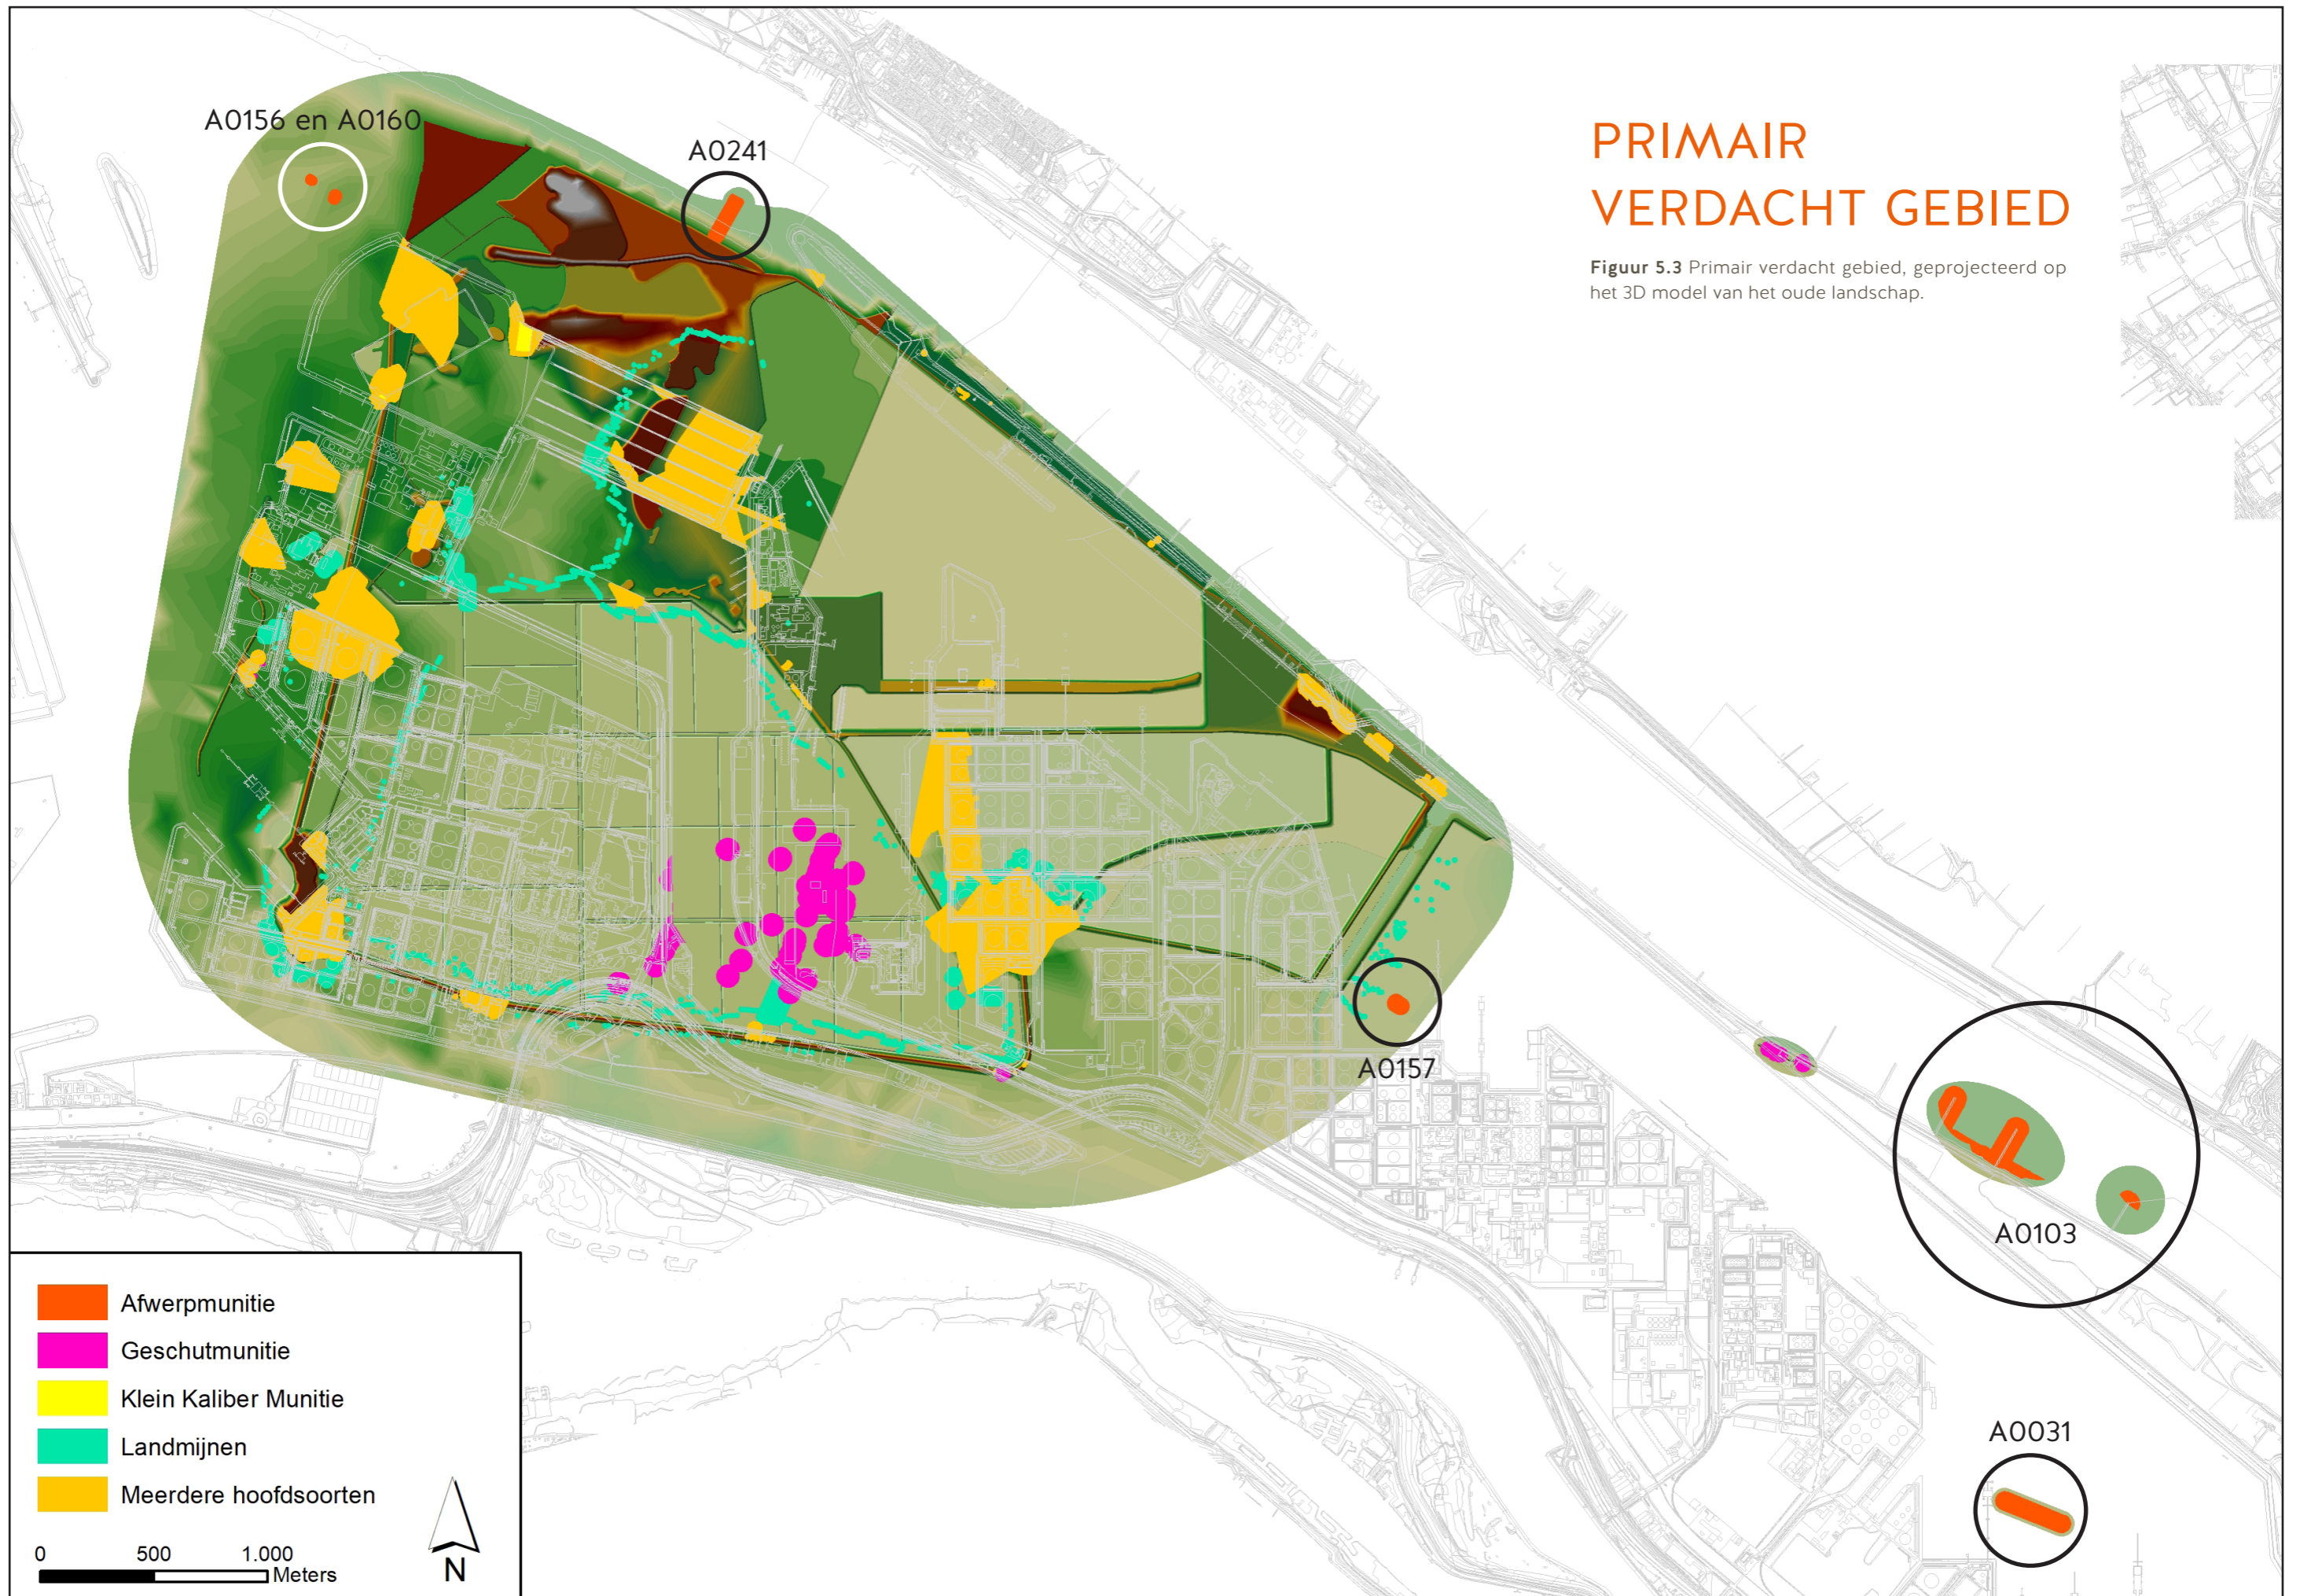 PRIMAIR
VERDACHT GEBIED
Figuur 5.3 Primair verdacht gebied, geprojecteerd op
het 3D model van het oude landschap.
A0156 en A0160
A0241
A0157
A0103
A0031
Afwerpmunitie
Geschutmunitie
Klein Kaliber Munitie
Landmijnen
Meerdere hoofdsoorten
0 500 1.000
Meters
N